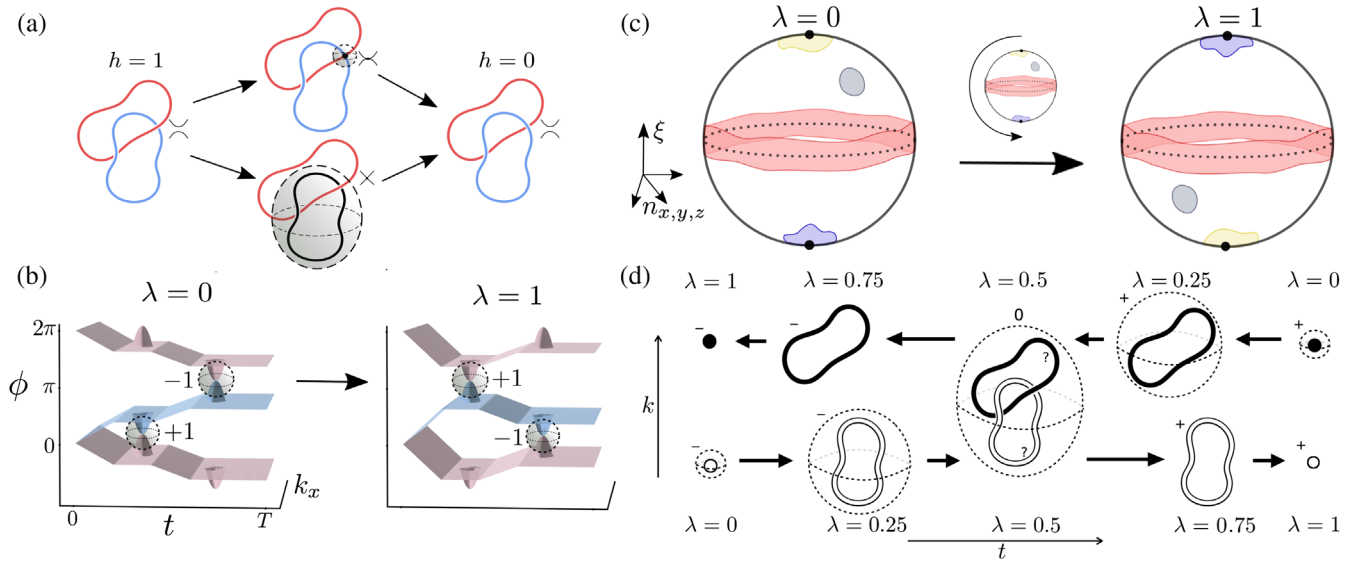 (a)
h = 1
h = 0
(b)
λ = 0
λ = 1
2π
π
0
ϕ
−1
+1
+1
−1
k_x
0
t
T
(c)
λ = 0
λ = 1
ξ
n_{x,y,z}
(d)
λ = 1
λ = 0.75
λ = 0.5
λ = 0.25
λ = 0
−
−
0
+
+
?
k
−
−
?
+
+
λ = 0
λ = 0.25
λ = 0.5
λ = 0.75
λ = 1
t